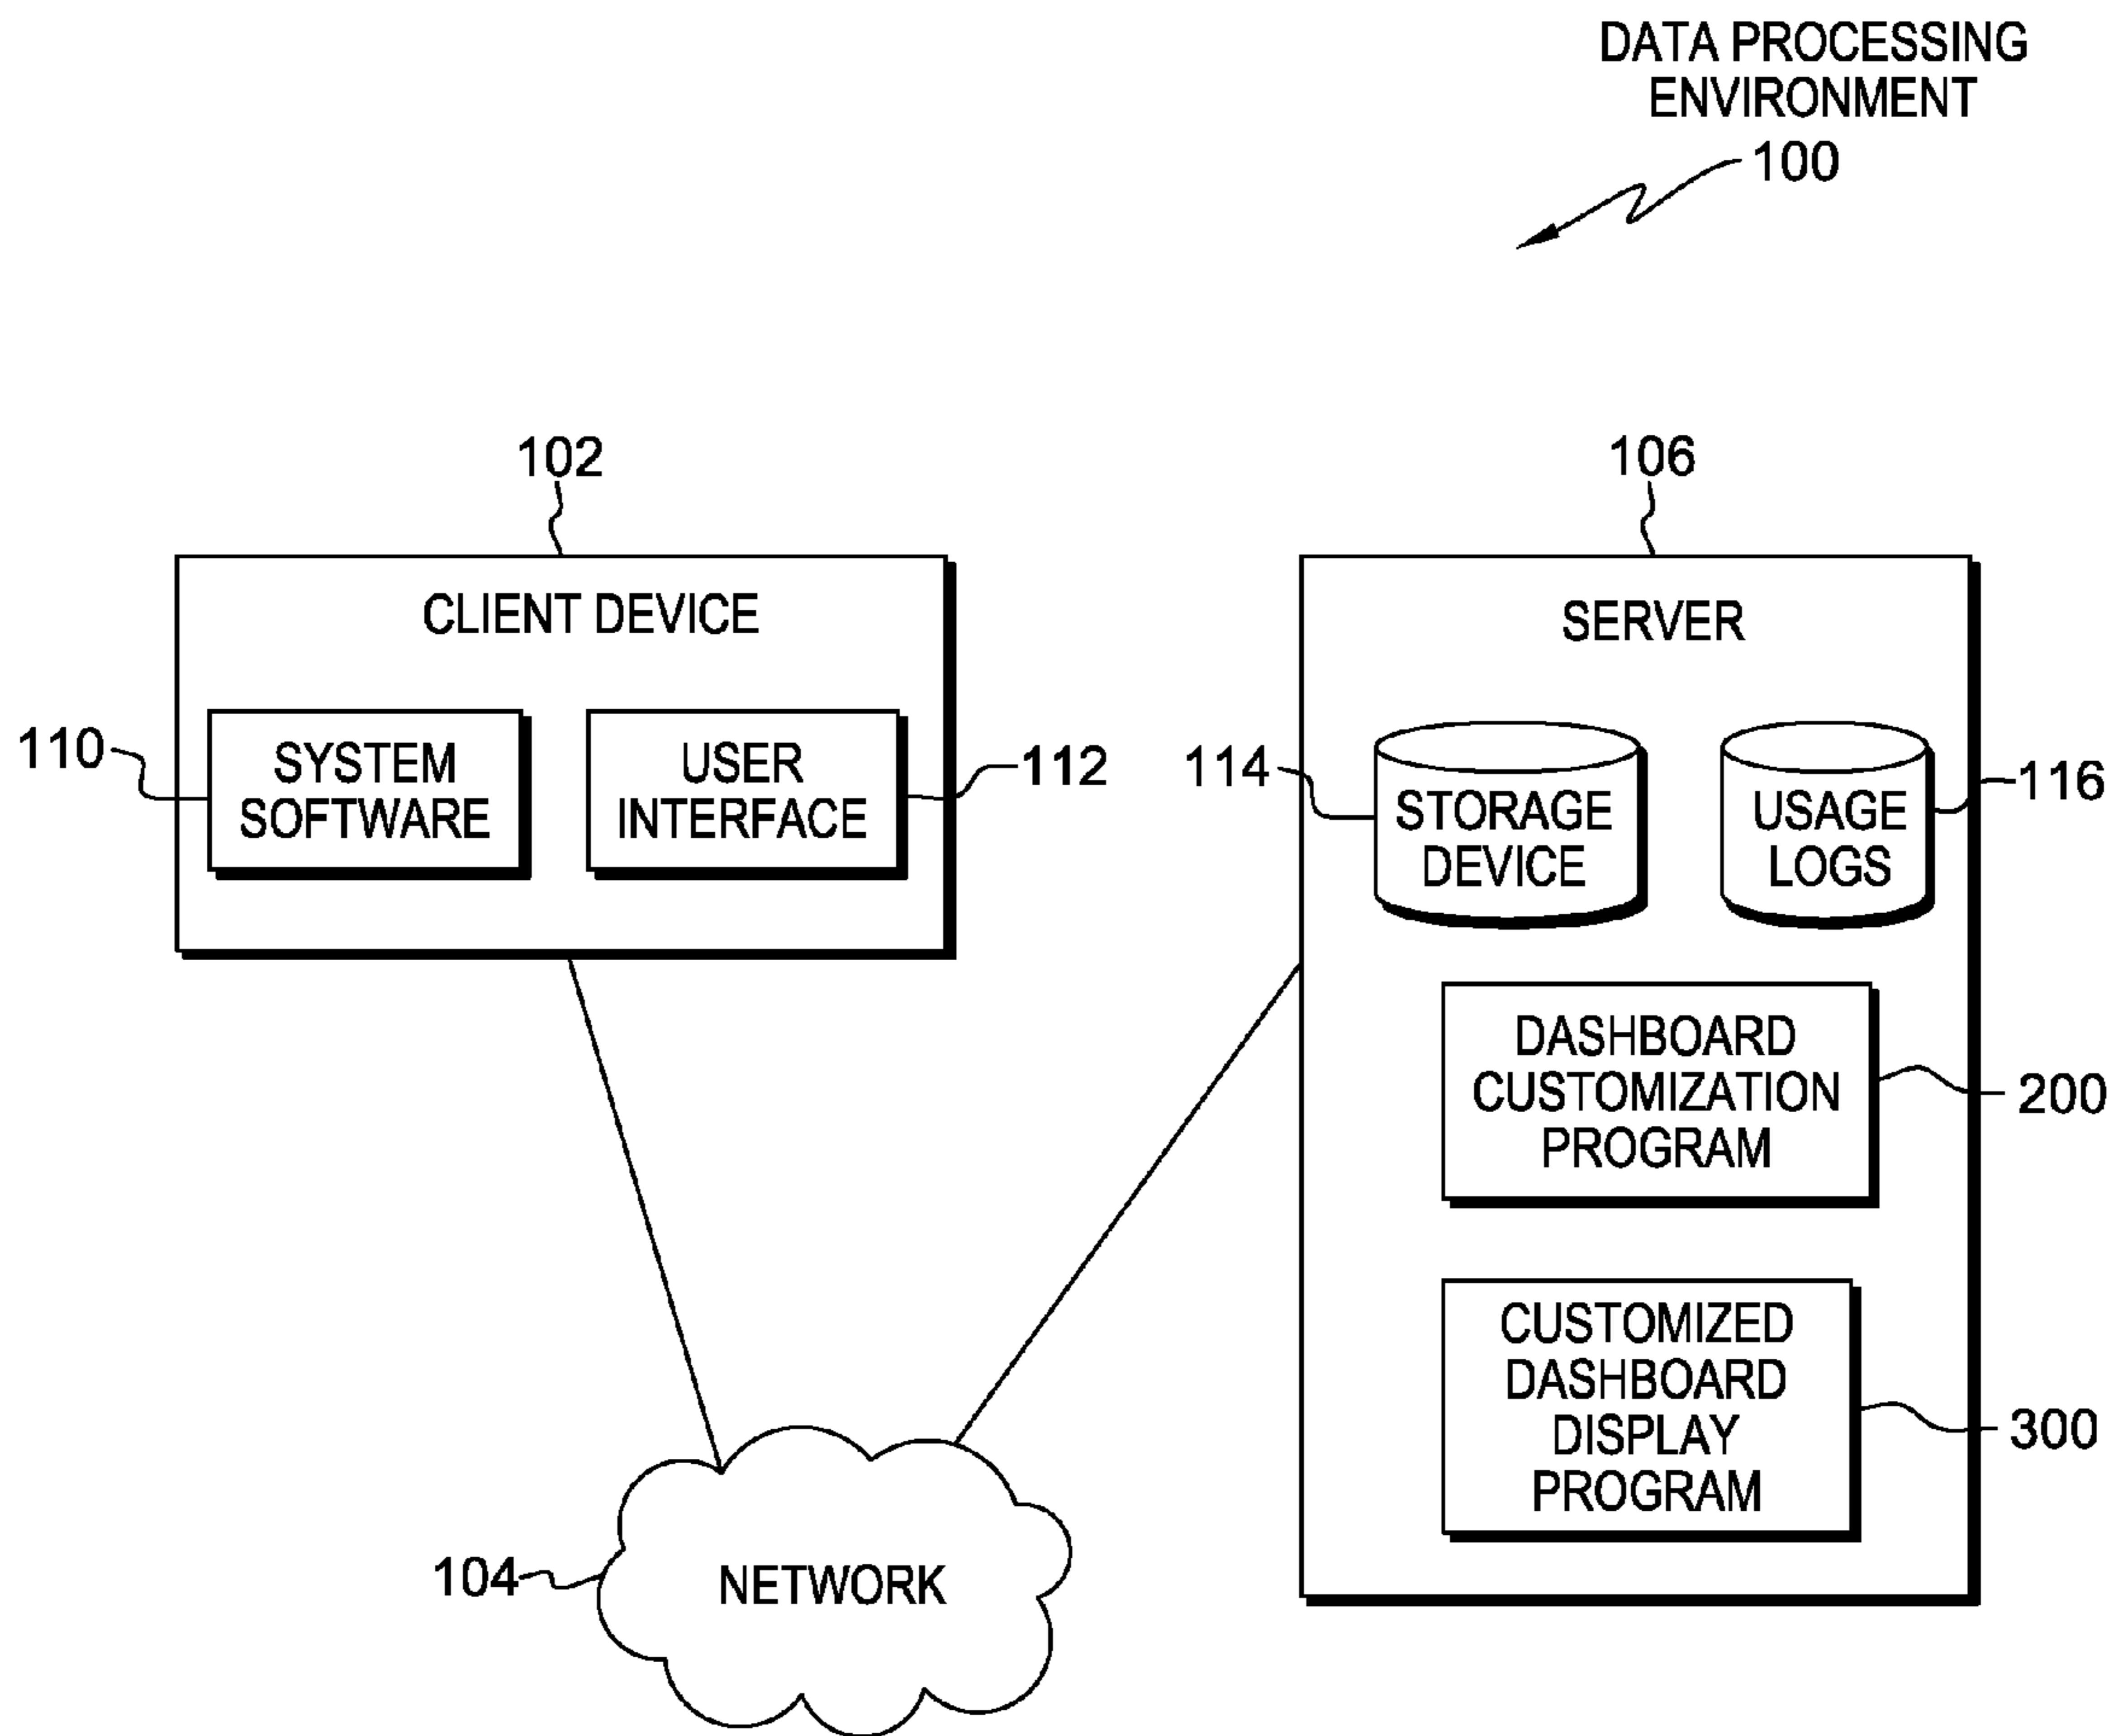 DATA PROCESSING
ENVIRONMENT
100
102
106
CLIENT DEVICE
SERVER
110
SYSTEM
SOFTWARE
USER
INTERFACE
112
114
STORAGE
DEVICE
USAGE
LOGS
116
DASHBOARD
CUSTOMIZATION
PROGRAM
200
CUSTOMIZED
DASHBOARD
DISPLAY
PROGRAM
300
104
NETWORK